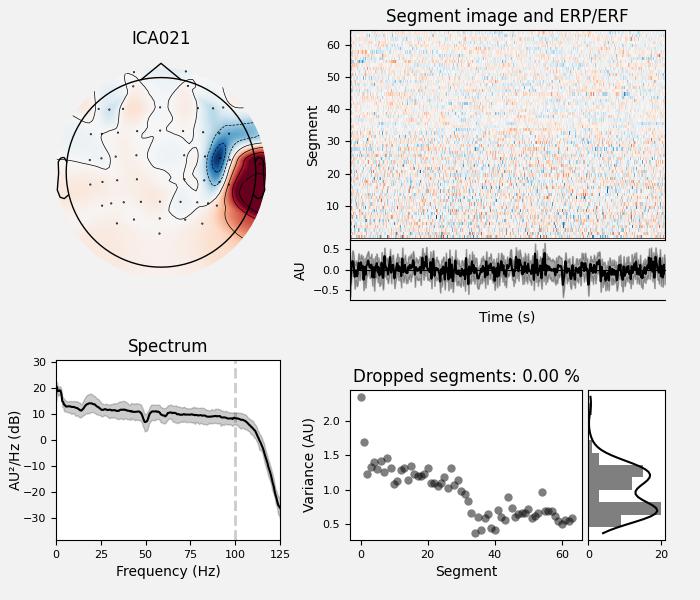 ICA021
Segment image and ERP/ERF
Segment
60
50
40
30
20
10
AU
0.5
0.0
−0.5
Time (s)
Spectrum
AU²/Hz (dB)
30
20
10
0
−10
−20
−30
0
25
50
75
100
125
Frequency (Hz)
Dropped segments: 0.00 %
Variance (AU)
2.0
1.5
1.0
0.5
0
20
40
60
Segment
0
20